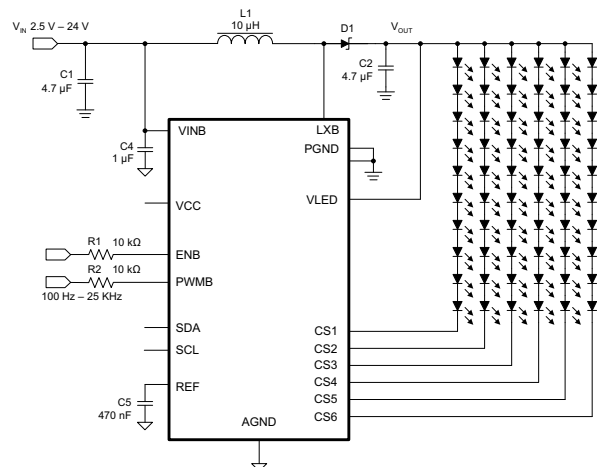 V_IN 2.5 V – 24 V
L1
10 µH
D1
V_OUT
C1
4.7 µF
C2
4.7 µF
VINB
LXB
PGND
C4
1 µF
VLED
VCC
R1 10 kΩ
ENB
R2 10 kΩ
PWMB
100 Hz – 25 KHz
SDA
SCL
REF
C5
470 nF
CS1
CS2
CS3
CS4
CS5
CS6
AGND